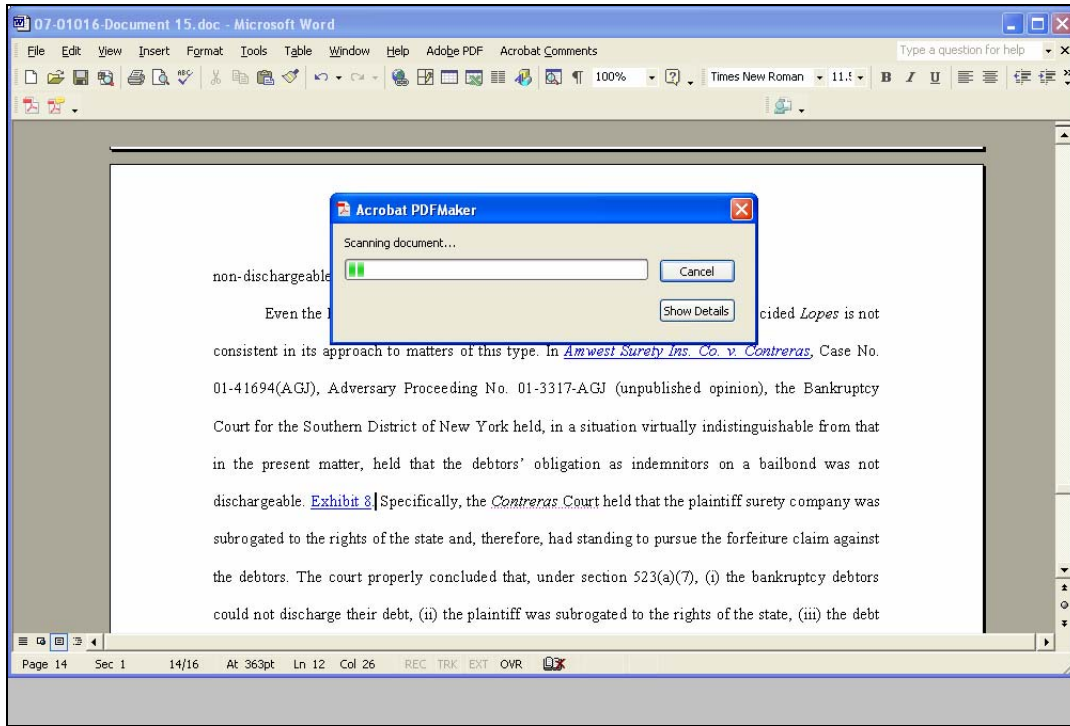 07-01016-Document 15.doc - Microsoft Word
File Edit View Insert Format Tools Table Window Help Adobe PDF Acrobat Comments Type a question for help
100% Times New Roman 11.5 B I U
Acrobat PDFMaker
Scanning document...
Cancel
Show Details
non-dischargeable
Even the cided Lopes is not
consistent in its approach to matters of this type. In Amwest Surety Ins. Co. v. Contreras, Case No.
01-41694(AGJ), Adversary Proceeding No. 01-3317-AGJ (unpublished opinion), the Bankruptcy
Court for the Southern District of New York held, in a situation virtually indistinguishable from that
in the present matter, held that the debtors' obligation as indemnitors on a bailbond was not
dischargeable. Exhibit 8 Specifically, the Contreras Court held that the plaintiff surety company was
subrogated to the rights of the state and, therefore, had standing to pursue the forfeiture claim against
the debtors. The court properly concluded that, under section 523(a)(7), (i) the bankruptcy debtors
could not discharge their debt, (ii) the plaintiff was subrogated to the rights of the state, (iii) the debt
Page 14 Sec 1 14/16 At 363pt Ln 12 Col 26 REC TRK EXT OVR